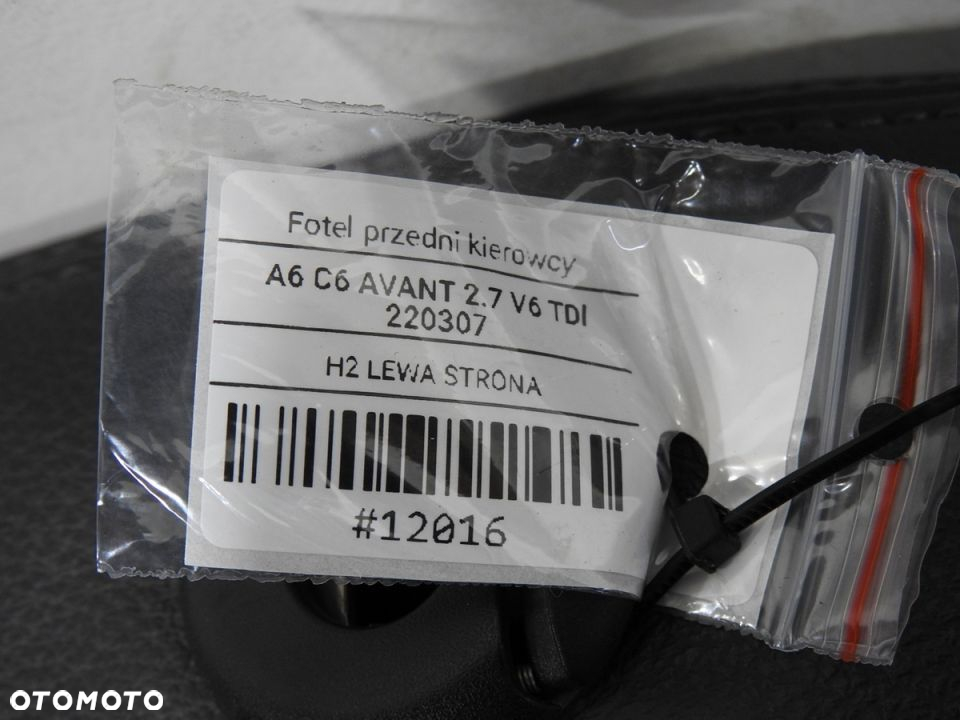 Fotel przedni kierowcy
A6 C6 AVANT 2.7 V6 TDI
220307
H2 LEWA STRONA
#12016
OTOMOTO